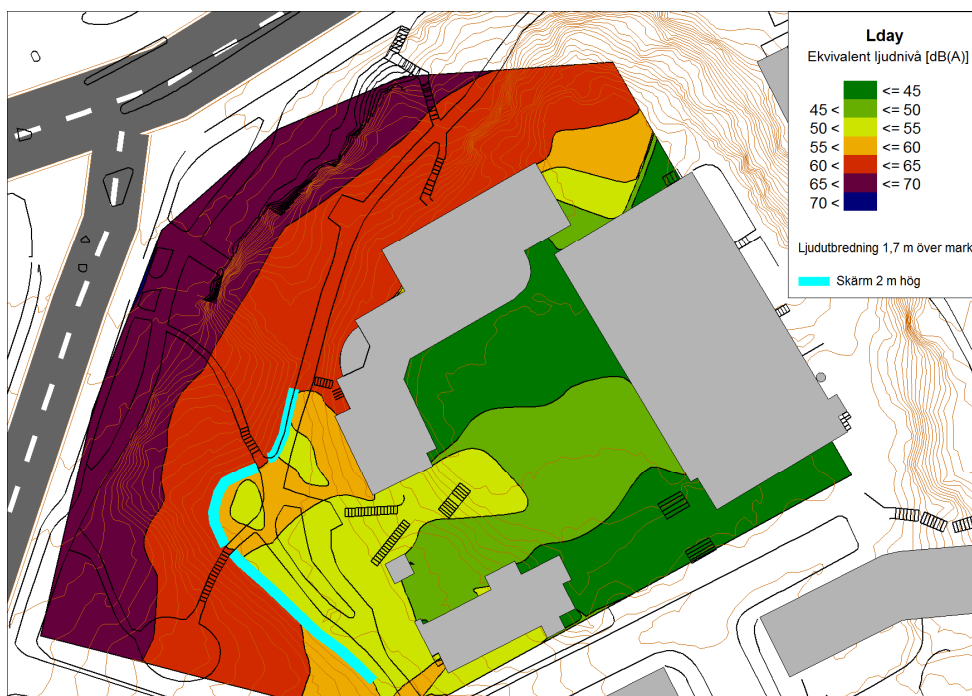 Lday
Ekvivalent ljudnivå [dB(A)]
<= 45
45 < <= 50
50 < <= 55
55 < <= 60
60 < <= 65
65 < <= 70
70 <
Ljudutbredning 1,7 m över mark
Skärm 2 m hög